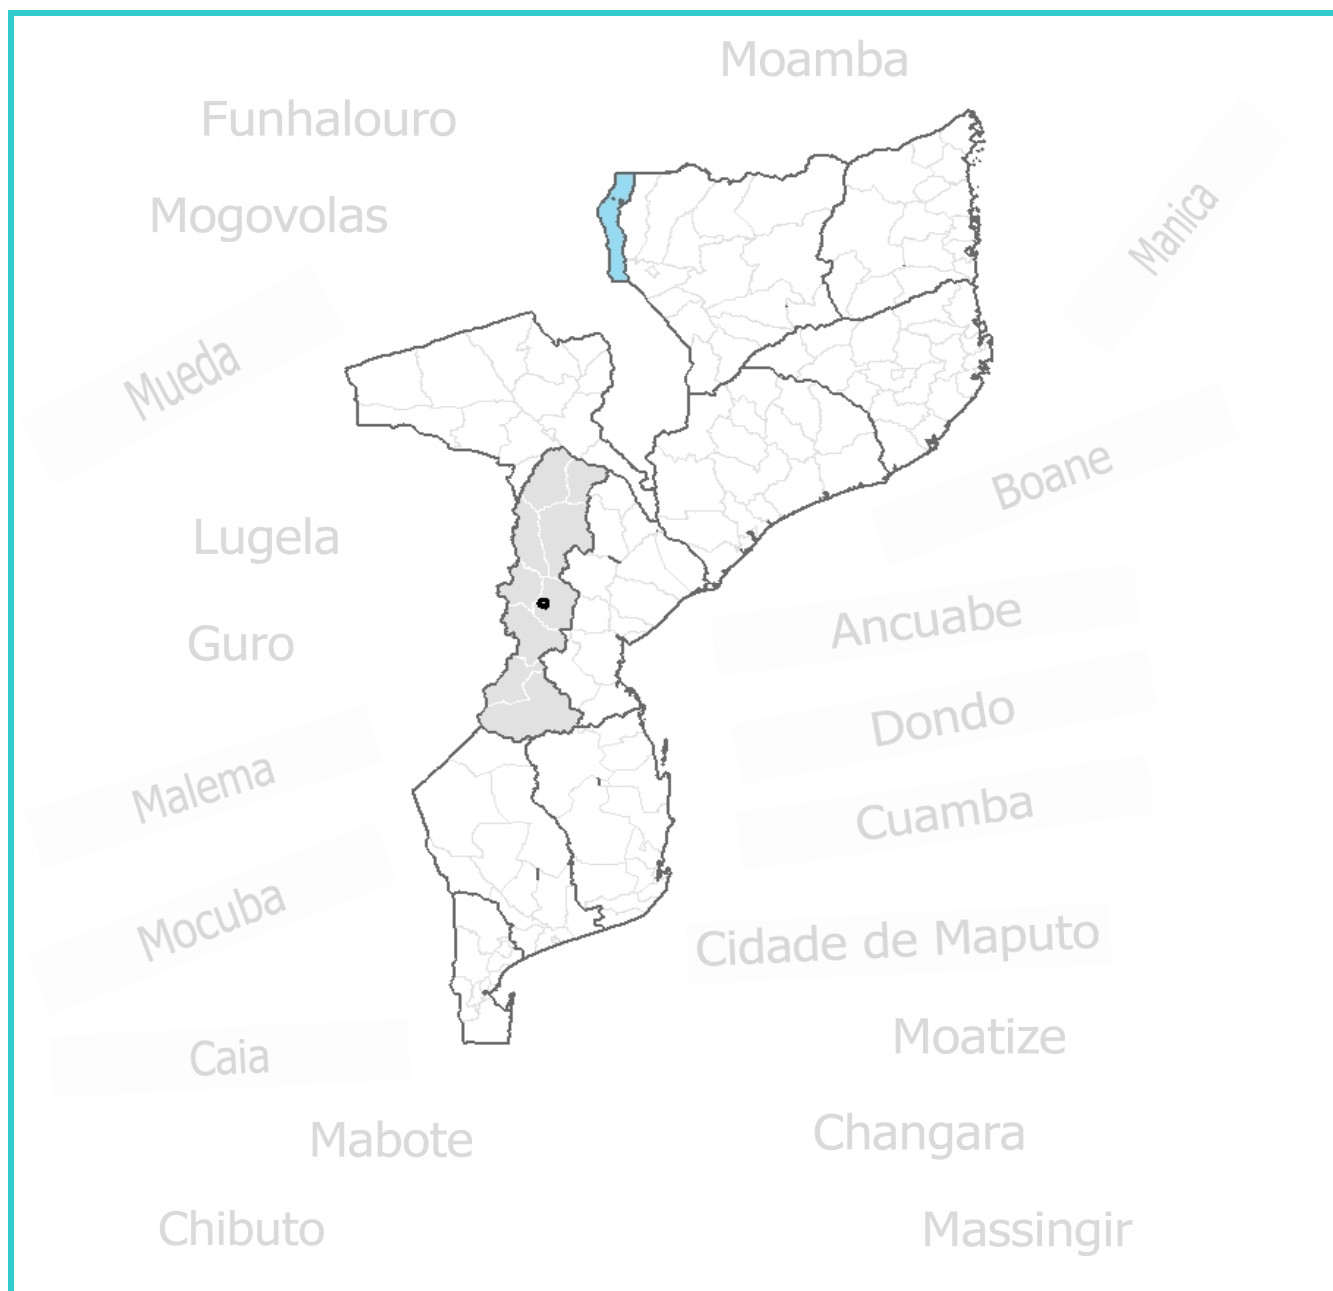 Moamba
Funhalouro
Mogovolas
Manica
Mueda
Boane
Lugela
Ancuabe
Guro
Dondo
Malema
Cuamba
Mocuba
Cidade de Maputo
Moatize
Caia
Mabote
Changara
Chibuto
Massingir